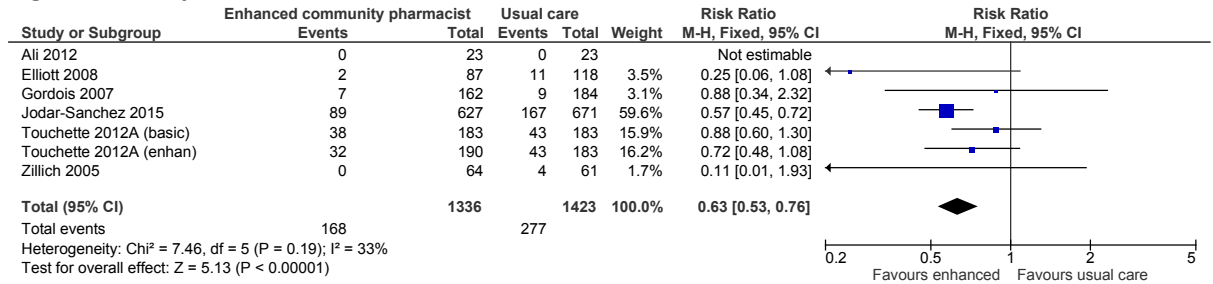 Enhanced community pharmacist Usual care Risk Ratio Risk Ratio
Study or Subgroup Events Total Events Total Weight M-H, Fixed, 95% CI M-H, Fixed, 95% CI
Ali 2012 0 23 0 23 Not estimable
Elliott 2008 2 87 11 118 3.5% 0.25 [0.06, 1.08]
Gordois 2007 7 162 9 184 3.1% 0.88 [0.34, 2.32]
Jodar-Sanchez 2015 89 627 167 671 59.6% 0.57 [0.45, 0.72]
Touchette 2012A (basic) 38 183 43 183 15.9% 0.88 [0.60, 1.30]
Touchette 2012A (enhan) 32 190 43 183 16.2% 0.72 [0.48, 1.08]
Zillich 2005 0 64 4 61 1.7% 0.11 [0.01, 1.93]
Total (95% CI) 1336 1423 100.0% 0.63 [0.53, 0.76]
Total events 168 277
Heterogeneity: Chi² = 7.46, df = 5 (P = 0.19); I² = 33%
Test for overall effect: Z = 5.13 (P < 0.00001)
0.2 0.5 1 2 5
Favours enhanced Favours usual care